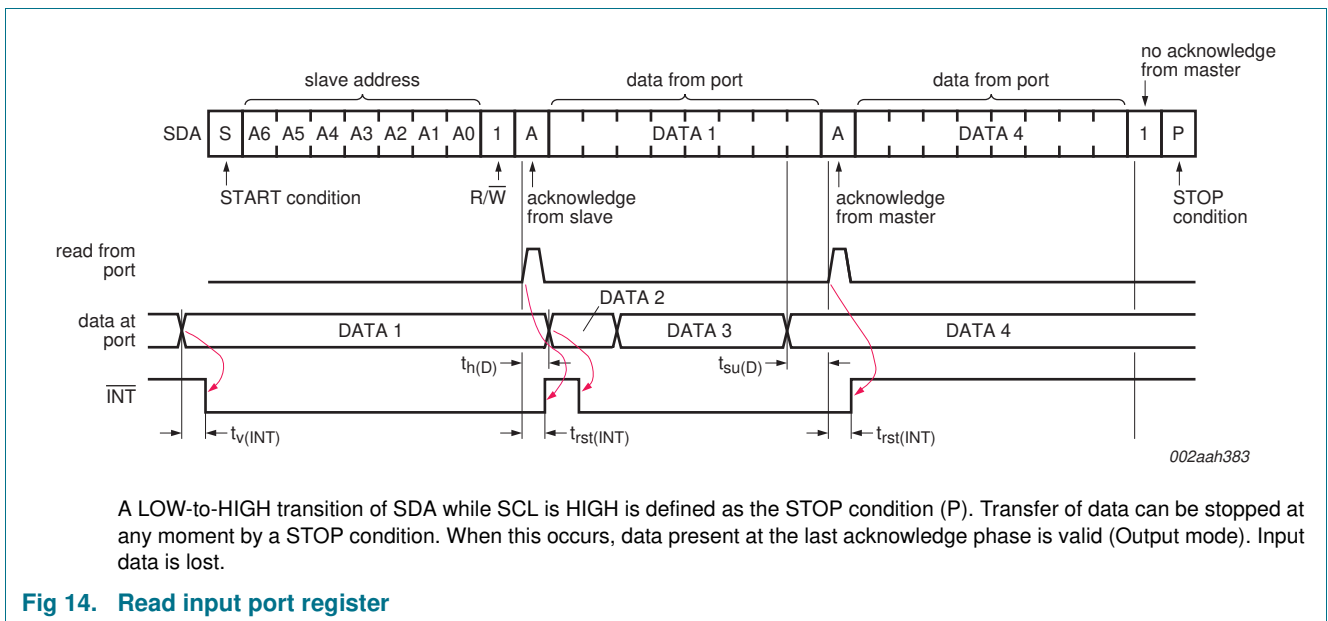 no acknowledge
from master
slave address
data from port
data from port
SDA S A6 A5 A4 A3 A2 A1 A0 1 A DATA 1 A DATA 4 1 P
START condition
R/W̅
acknowledge
from slave
acknowledge
from master
STOP
condition
read from
port
DATA 2
data at
port
DATA 1
DATA 3
DATA 4
th(D)
tsu(D)
I̅N̅T̅
tv(INT)
trst(INT)
trst(INT)
002aah383
A LOW-to-HIGH transition of SDA while SCL is HIGH is defined as the STOP condition (P). Transfer of data can be stopped at
any moment by a STOP condition. When this occurs, data present at the last acknowledge phase is valid (Output mode). Input
data is lost.
Fig 14. Read input port register